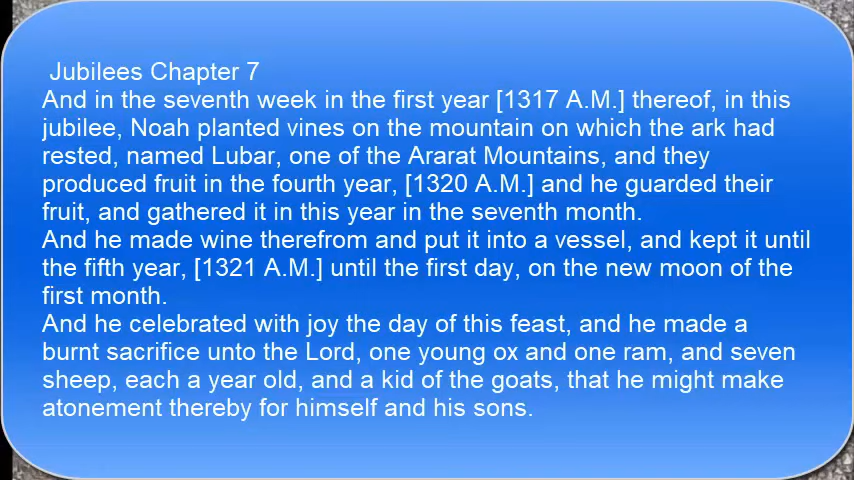 Jubilees Chapter 7
And in the seventh week in the first year [1317 A.M.] thereof, in this
jubilee, Noah planted vines on the mountain on which the ark had
rested, named Lubar, one of the Ararat Mountains, and they
produced fruit in the fourth year, [1320 A.M.] and he guarded their
fruit, and gathered it in this year in the seventh month.
And he made wine therefrom and put it into a vessel, and kept it until
the fifth year, [1321 A.M.] until the first day, on the new moon of the
first month.
And he celebrated with joy the day of this feast, and he made a
burnt sacrifice unto the Lord, one young ox and one ram, and seven
sheep, each a year old, and a kid of the goats, that he might make
atonement thereby for himself and his sons.